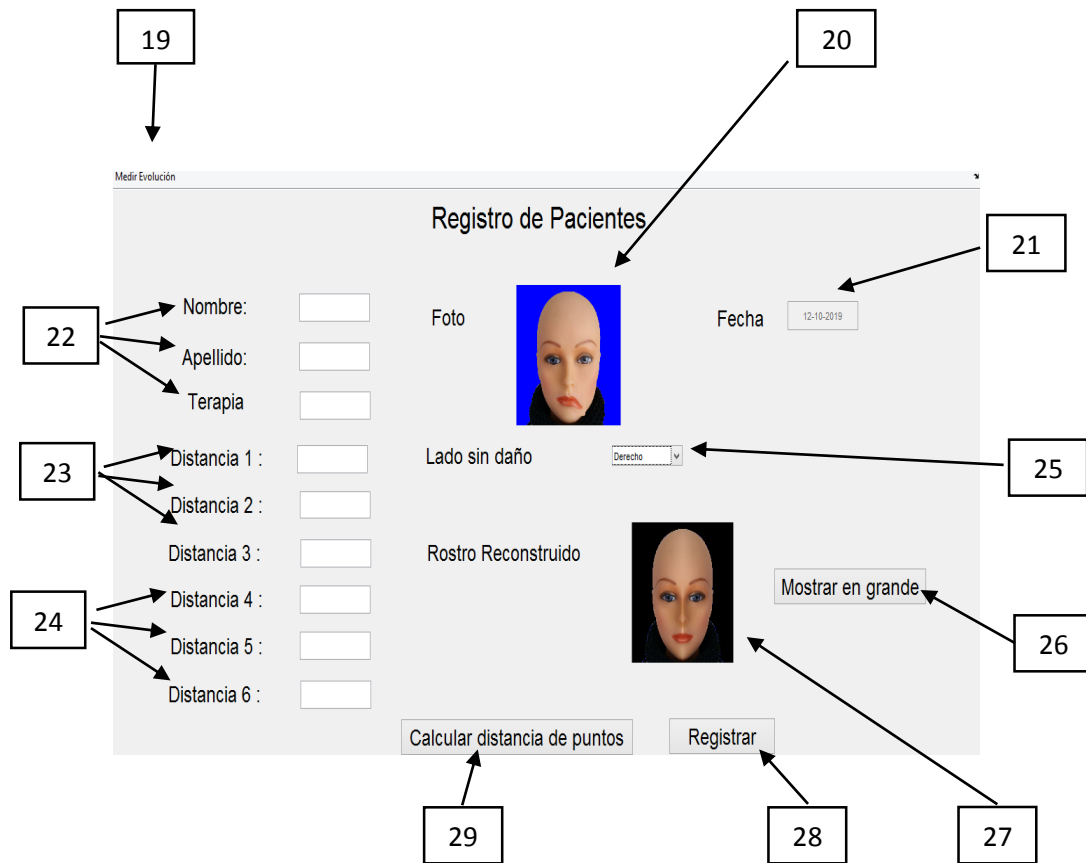 19
20
Medir Evolución
Registro de Pacientes
21
Nombre:
Foto
Fecha
12-10-2019
22
Apellido:
Terapia
23
Distancia 1 :
Lado sin daño
Derecho
25
Distancia 2 :
Distancia 3 :
Rostro Reconstruido
Mostrar en grande
24
Distancia 4 :
Distancia 5 :
26
Distancia 6 :
Calcular distancia de puntos
Registrar
29
28
27